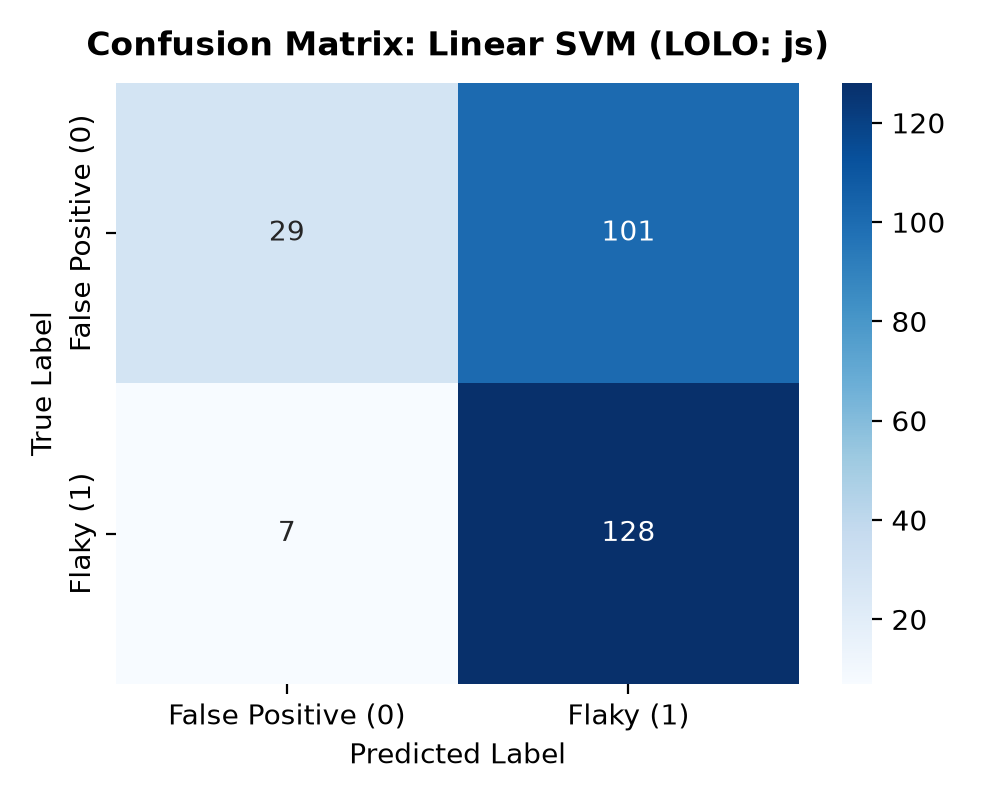 Confusion Matrix: Linear SVM (LOLO: js)
True Label
False Positive (0)
Flaky (1)
29
101
7
128
False Positive (0)
Flaky (1)
Predicted Label
120
100
80
60
40
20